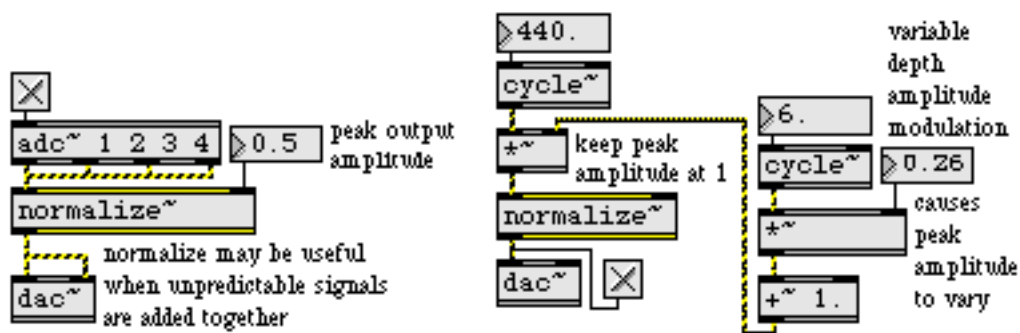 adc~ 1 2 3 4
0.5
peak output
amplitude
normalize~
normalize may be useful
when unpredictable signals
are added together
dac~
440.
cycle~
*~
keep peak
amplitude at 1
normalize~
dac~
variable
depth
amplitude
modulation
6.
cycle~
0.26
*~
causes
peak
amplitude
to vary
+~ 1.